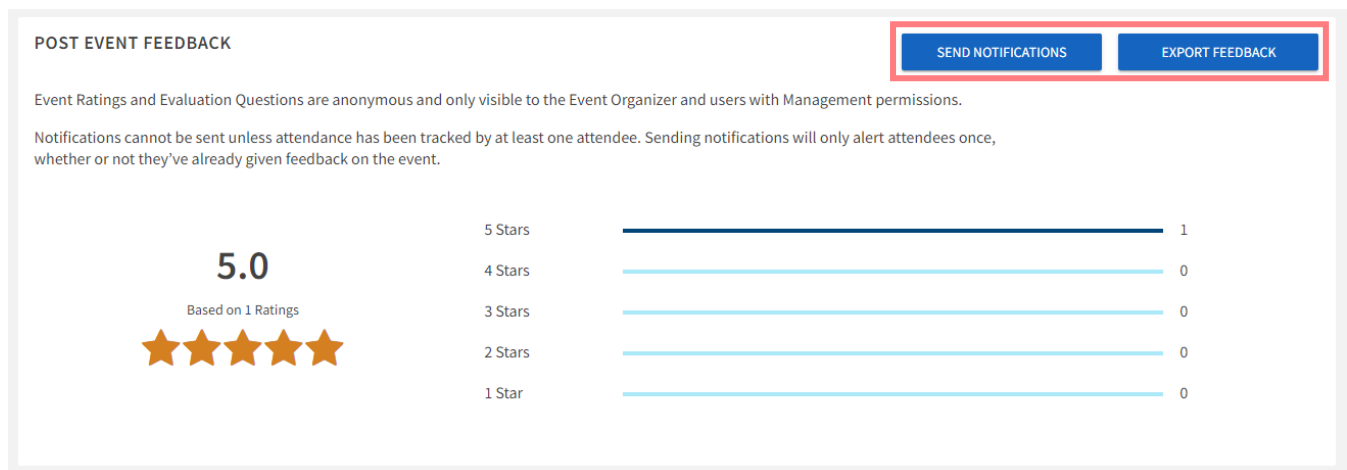 POST EVENT FEEDBACK
SEND NOTIFICATIONS
EXPORT FEEDBACK
Event Ratings and Evaluation Questions are anonymous and only visible to the Event Organizer and users with Management permissions.
Notifications cannot be sent unless attendance has been tracked by at least one attendee. Sending notifications will only alert attendees once,
whether or not they've already given feedback on the event.
5.0
Based on 1 Ratings
5 Stars 1
4 Stars 0
3 Stars 0
2 Stars 0
1 Star 0